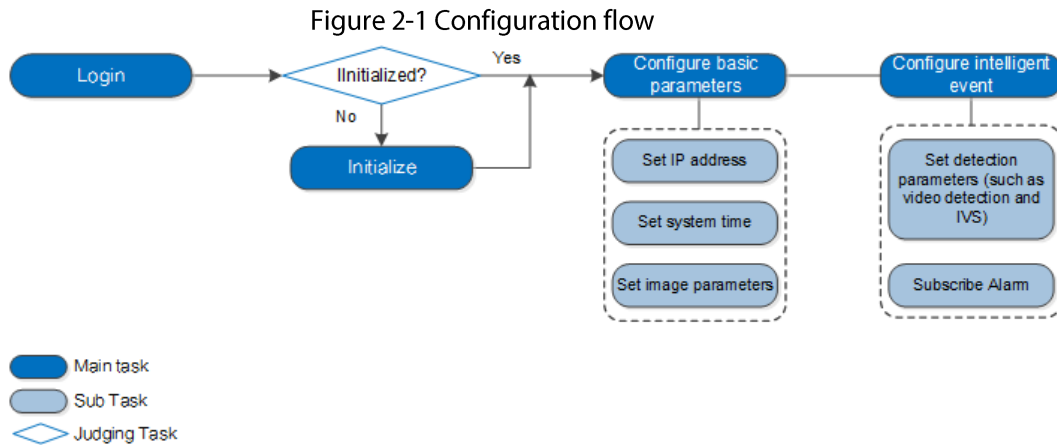 Figure 2-1 Configuration flow
Login
IInitialized?
Yes
No
Initialize
Configure basic
parameters
Set IP address
Set system time
Set image parameters
Configure intelligent
event
Set detection
parameters (such as
video detection and
IVS)
Subscribe Alarm
Main task
Sub Task
Judging Task